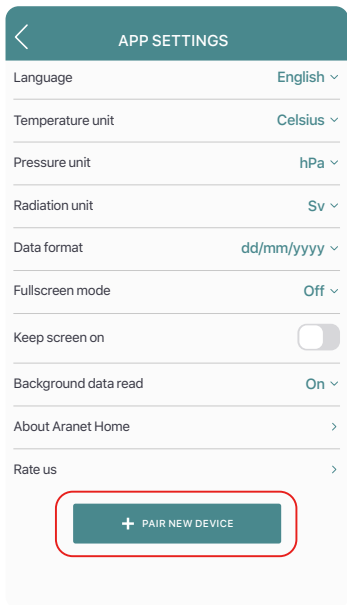 APP SETTINGS
Language English
Temperature unit Celsius
Pressure unit hPa
Radiation unit Sv
Data format dd/mm/yyyy
Fullscreen mode Off
Keep screen on
Background data read On
About Aranet Home
Rate us
+ PAIR NEW DEVICE